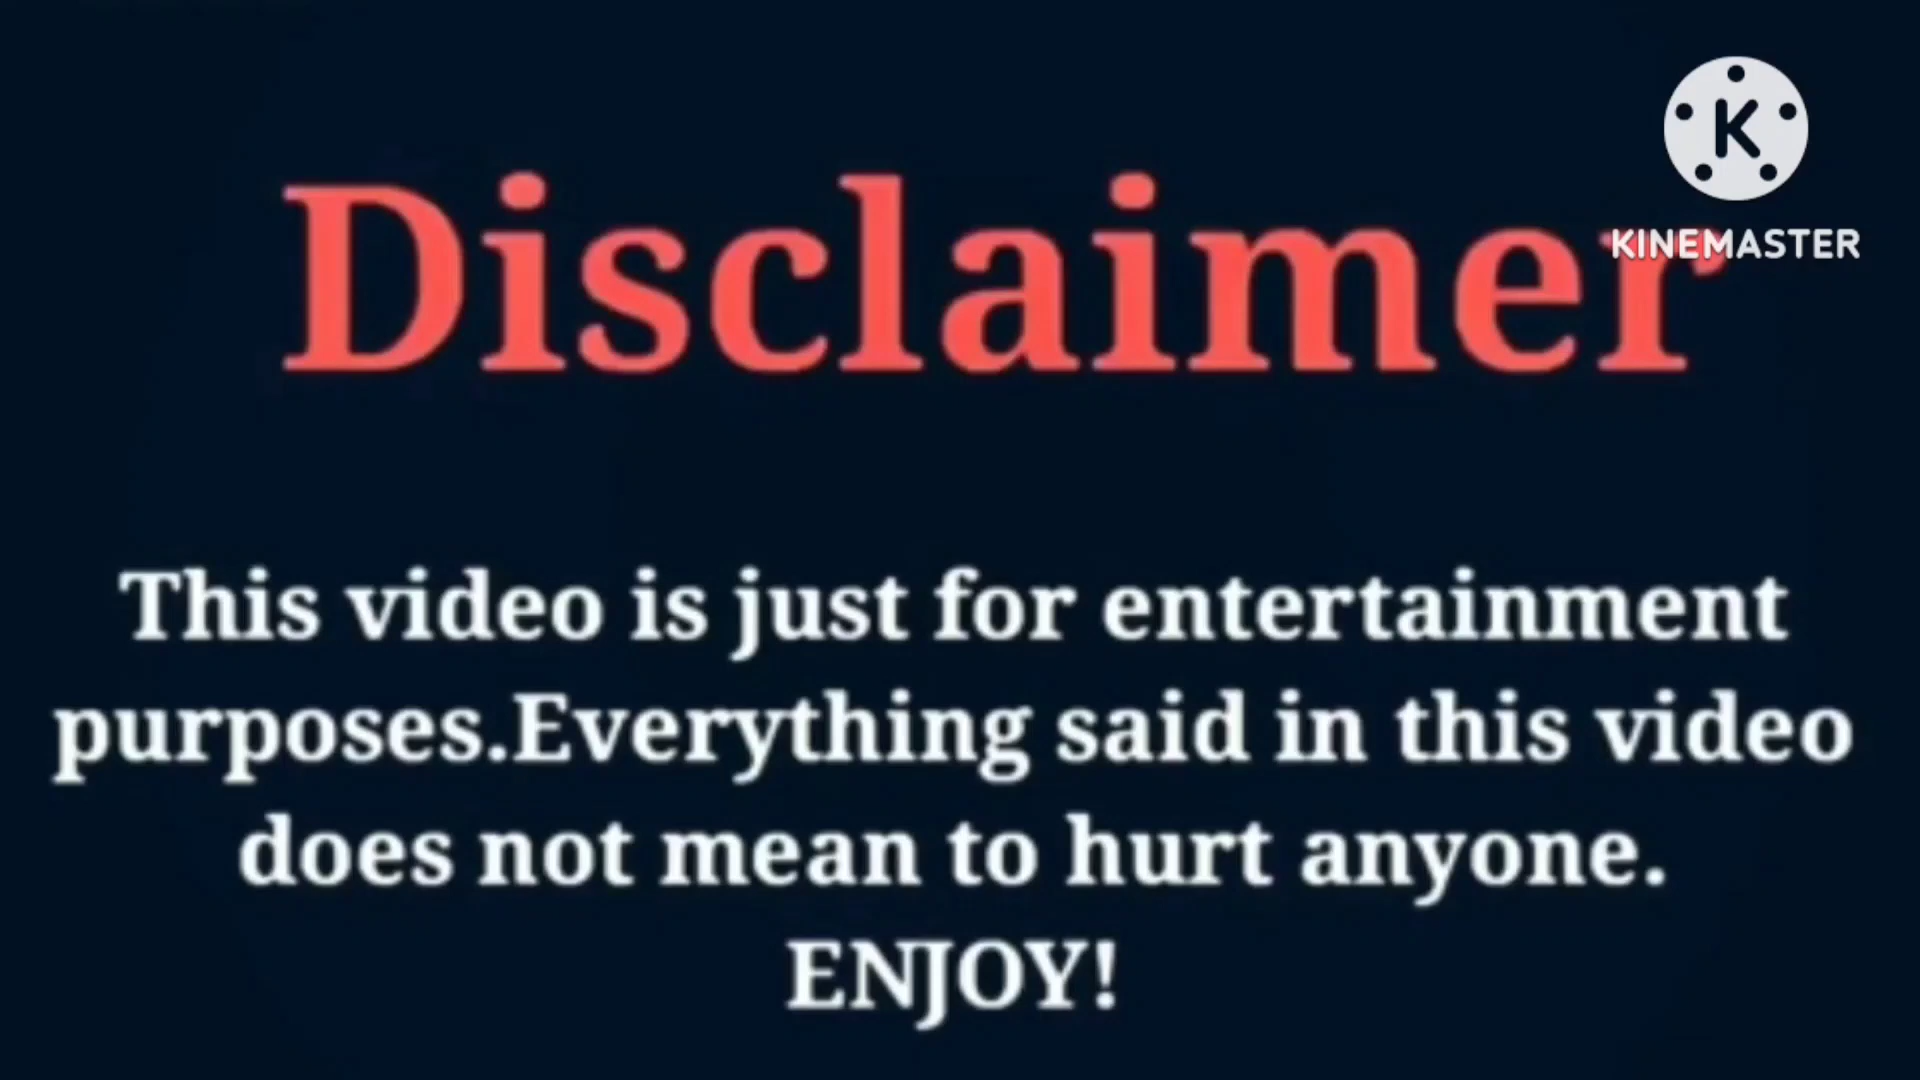 K
KINEMASTER
Disclaimer
This video is just for entertainment
purposes.Everything said in this video
does not mean to hurt anyone.
ENJOY!